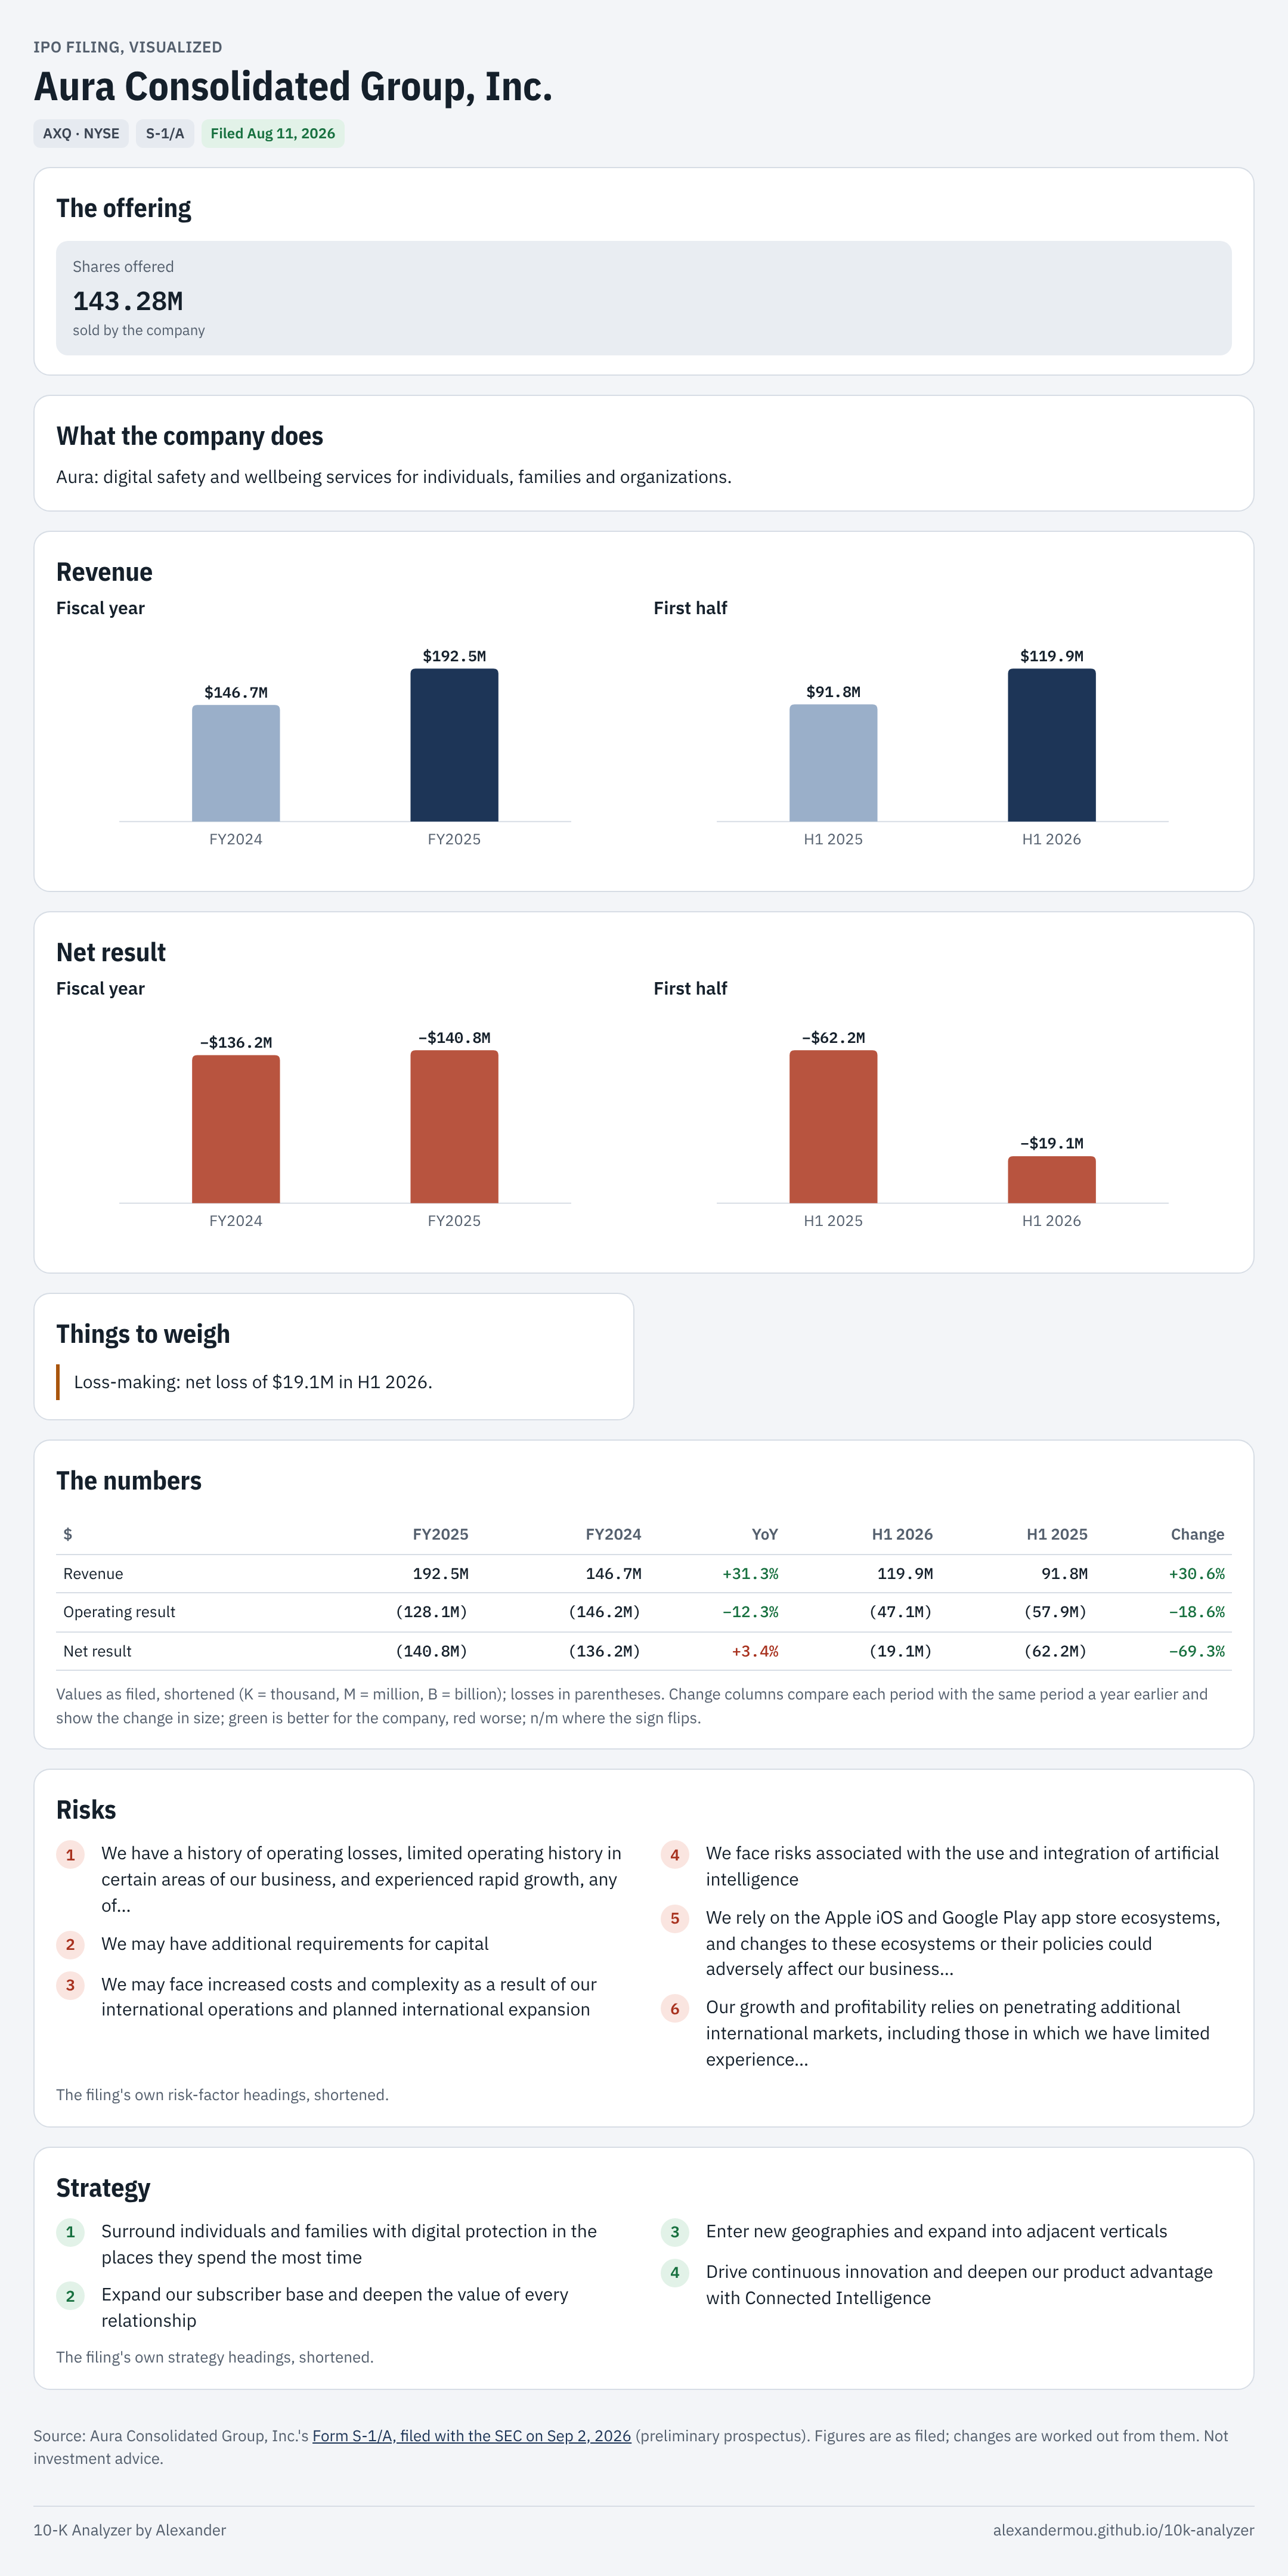 IPO FILING, VISUALIZED
Aura Consolidated Group, Inc.
AXQ · NYSE S-1/A Filed Aug 11, 2026
The offering
Shares offered
143.28M
sold by the company
What the company does
Aura: digital safety and wellbeing services for individuals, families and organizations.
Revenue
Fiscal year
$146.7M $192.5M
FY2024 FY2025
First half
$91.8M $119.9M
H1 2025 H1 2026
Net result
Fiscal year
−$136.2M −$140.8M
FY2024 FY2025
First half
−$62.2M −$19.1M
H1 2025 H1 2026
Things to weigh
Loss-making: net loss of $19.1M in H1 2026.
The numbers
$ FY2025 FY2024 YoY H1 2026 H1 2025 Change
Revenue 192.5M 146.7M +31.3% 119.9M 91.8M +30.6%
Operating result (128.1M) (146.2M) −12.3% (47.1M) (57.9M) −18.6%
Net result (140.8M) (136.2M) +3.4% (19.1M) (62.2M) −69.3%
Values as filed, shortened (K = thousand, M = million, B = billion); losses in parentheses. Change columns compare each period with the same period a year earlier and
show the change in size; green is better for the company, red worse; n/m where the sign flips.
Risks
1 We have a history of operating losses, limited operating history in
certain areas of our business, and experienced rapid growth, any
of…
2 We may have additional requirements for capital
3 We may face increased costs and complexity as a result of our
international operations and planned international expansion
4 We face risks associated with the use and integration of artificial
intelligence
5 We rely on the Apple iOS and Google Play app store ecosystems,
and changes to these ecosystems or their policies could
adversely affect our business…
6 Our growth and profitability relies on penetrating additional
international markets, including those in which we have limited
experience…
The filing's own risk-factor headings, shortened.
Strategy
1 Surround individuals and families with digital protection in the
places they spend the most time
2 Expand our subscriber base and deepen the value of every
relationship
3 Enter new geographies and expand into adjacent verticals
4 Drive continuous innovation and deepen our product advantage
with Connected Intelligence
The filing's own strategy headings, shortened.
Source: Aura Consolidated Group, Inc.'s Form S-1/A, filed with the SEC on Sep 2, 2026 (preliminary prospectus). Figures are as filed; changes are worked out from them. Not
investment advice.
10-K Analyzer by Alexander
alexandermou.github.io/10k-analyzer